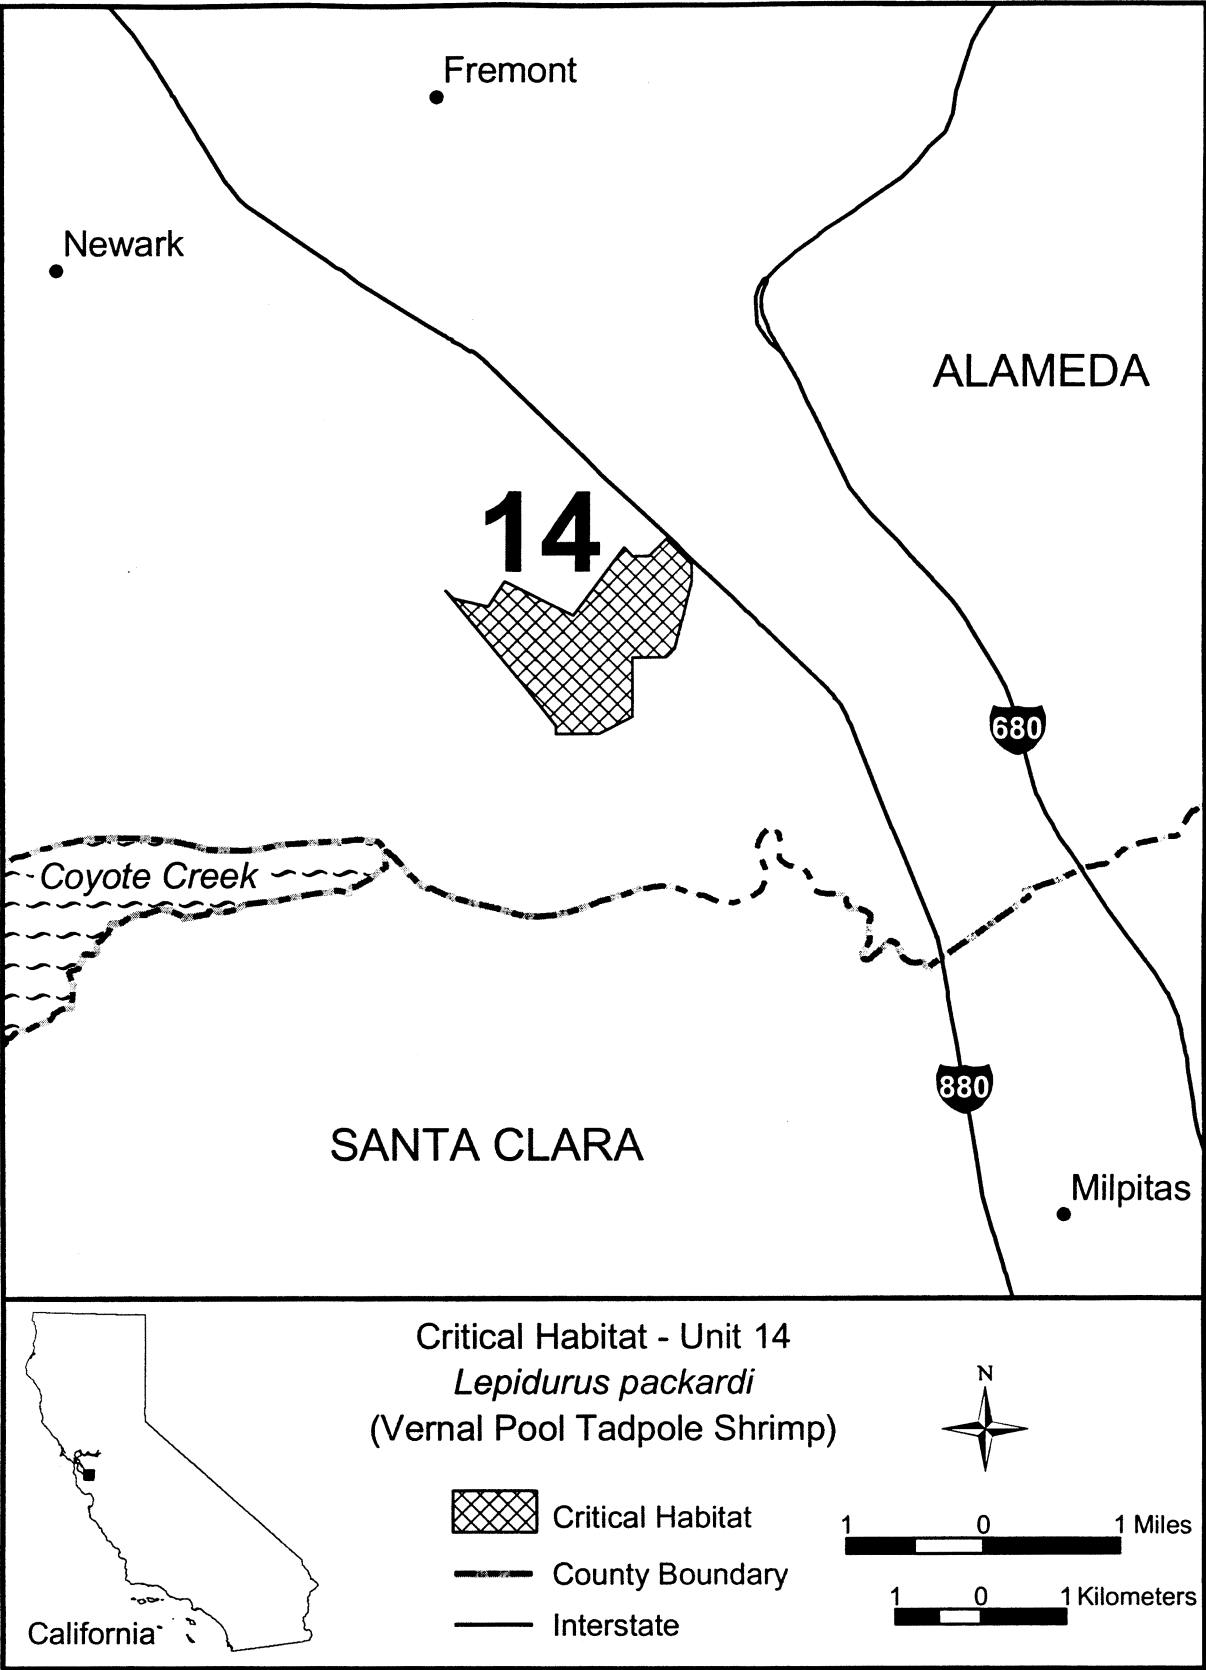 Fremont
Newark
ALAMEDA
14
680
Coyote Creek
880
SANTA CLARA
Milpitas
Critical Habitat - Unit 14
Lepidurus packardi
(Vernal Pool Tadpole Shrimp)
N
Critical Habitat
County Boundary
Interstate
1 0 1 Miles
1 0 1 Kilometers
California